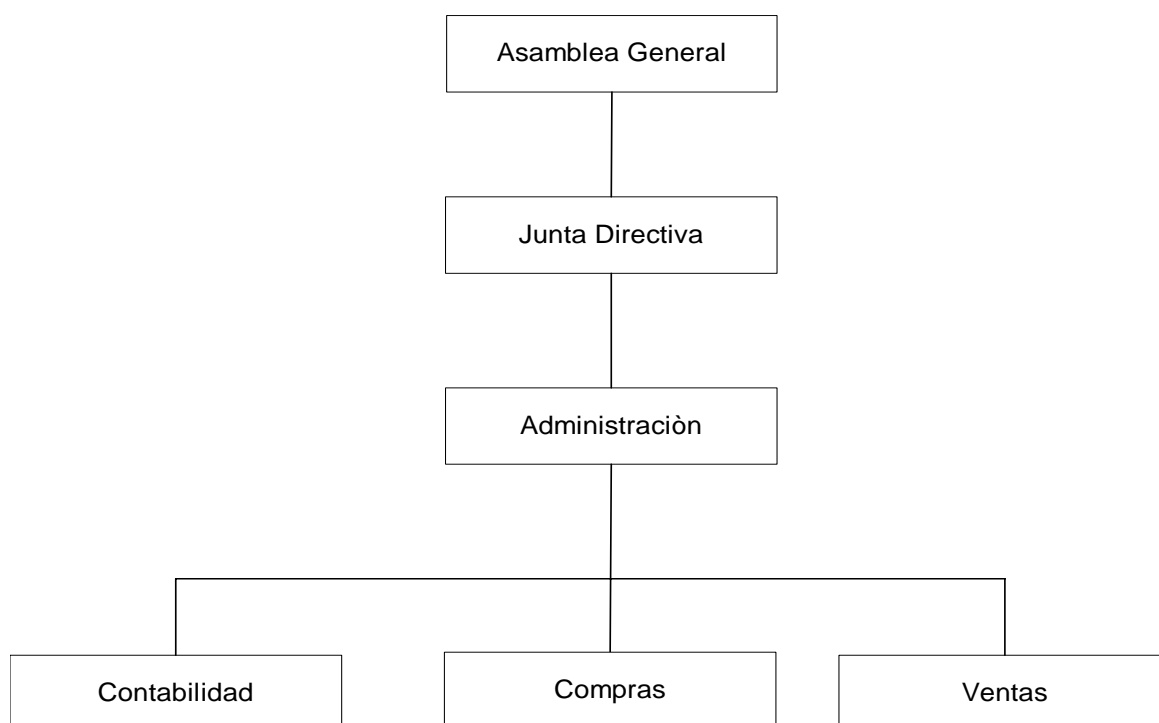 Asamblea General
Junta Directiva
Administraciòn
Contabilidad
Compras
Ventas